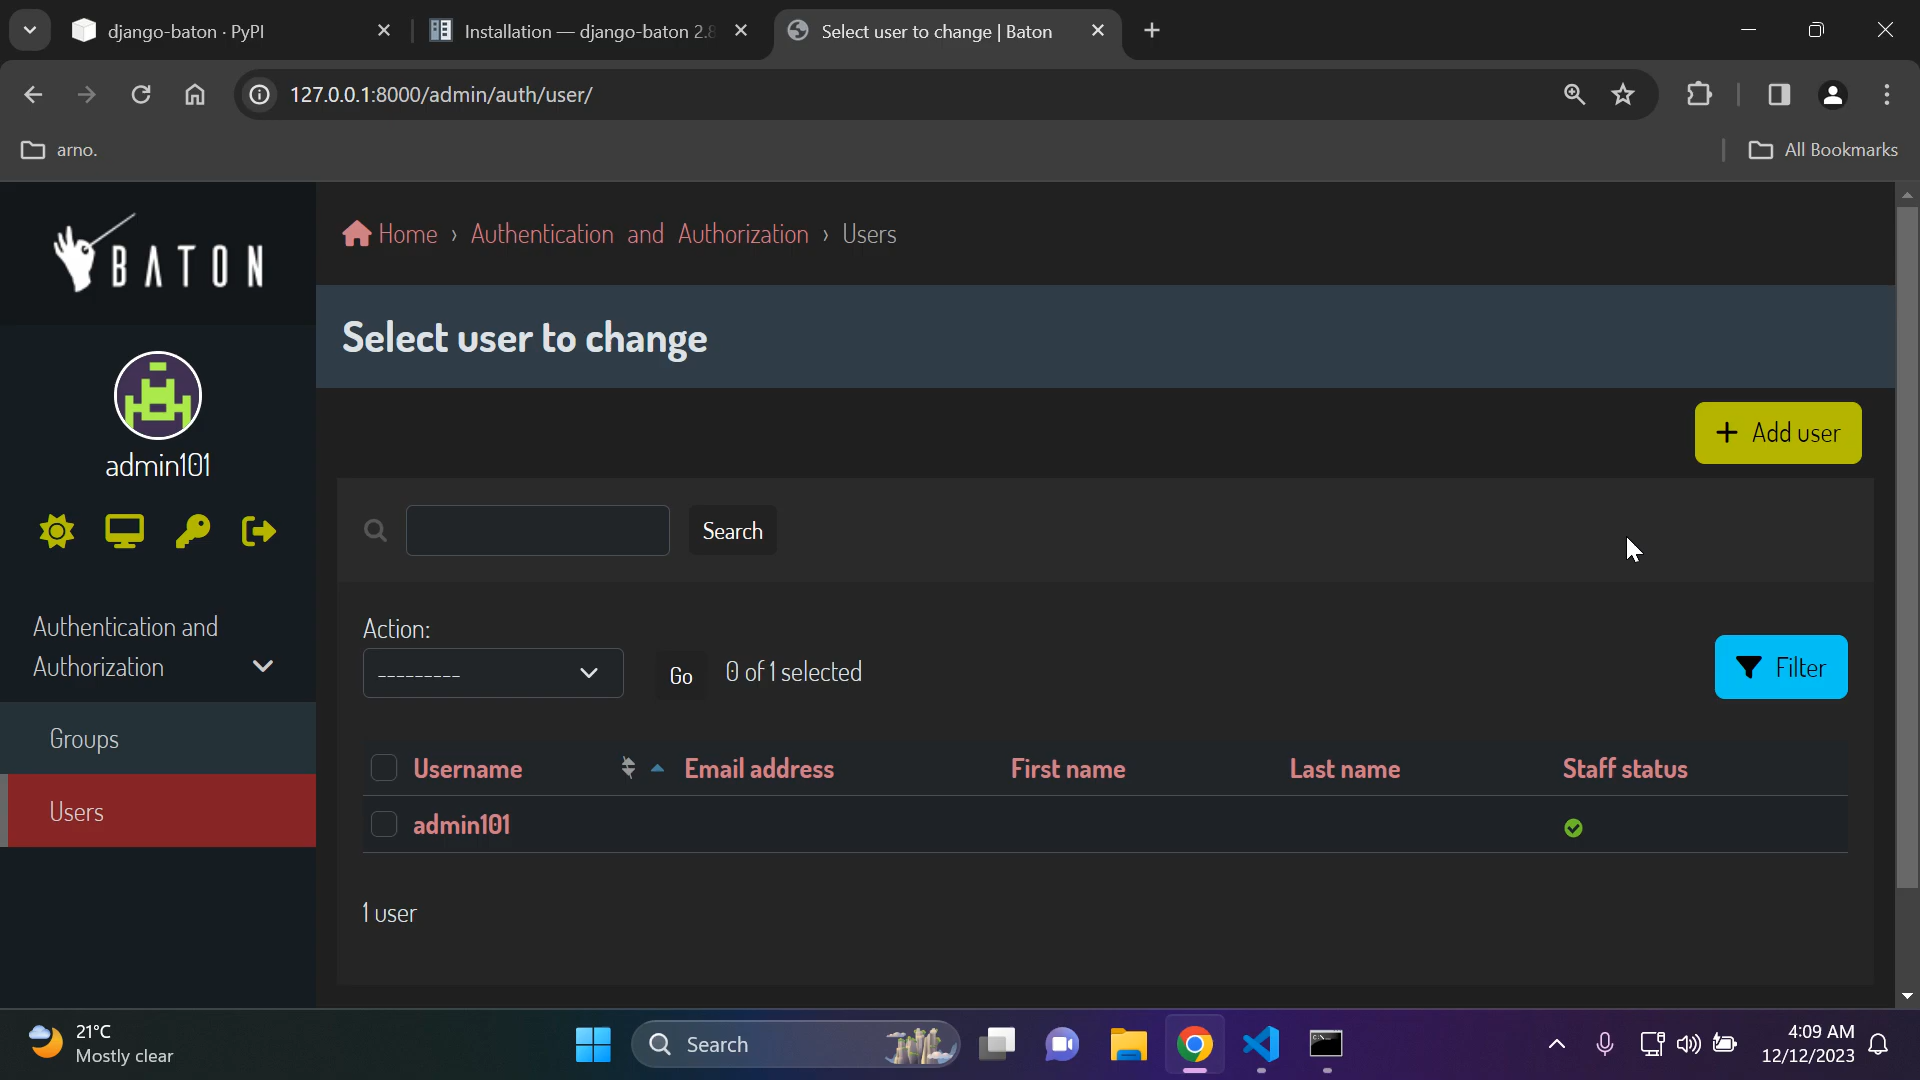 django-baton · PyPI
Installation — django-baton 2.8
Select user to change | Baton
127.0.0.1:8000/admin/auth/user/
arno.
All Bookmarks
BATON
Home › Authentication and Authorization › Users
Select user to change
admin101
Add user
Search
Authentication and
Authorization
Action:
---------
Go
0 of 1 selected
Filter
Groups
Users
Username
Email address
First name
Last name
Staff status
admin101
1 user
21°C
Mostly clear
Search
4:09 AM
12/12/2023